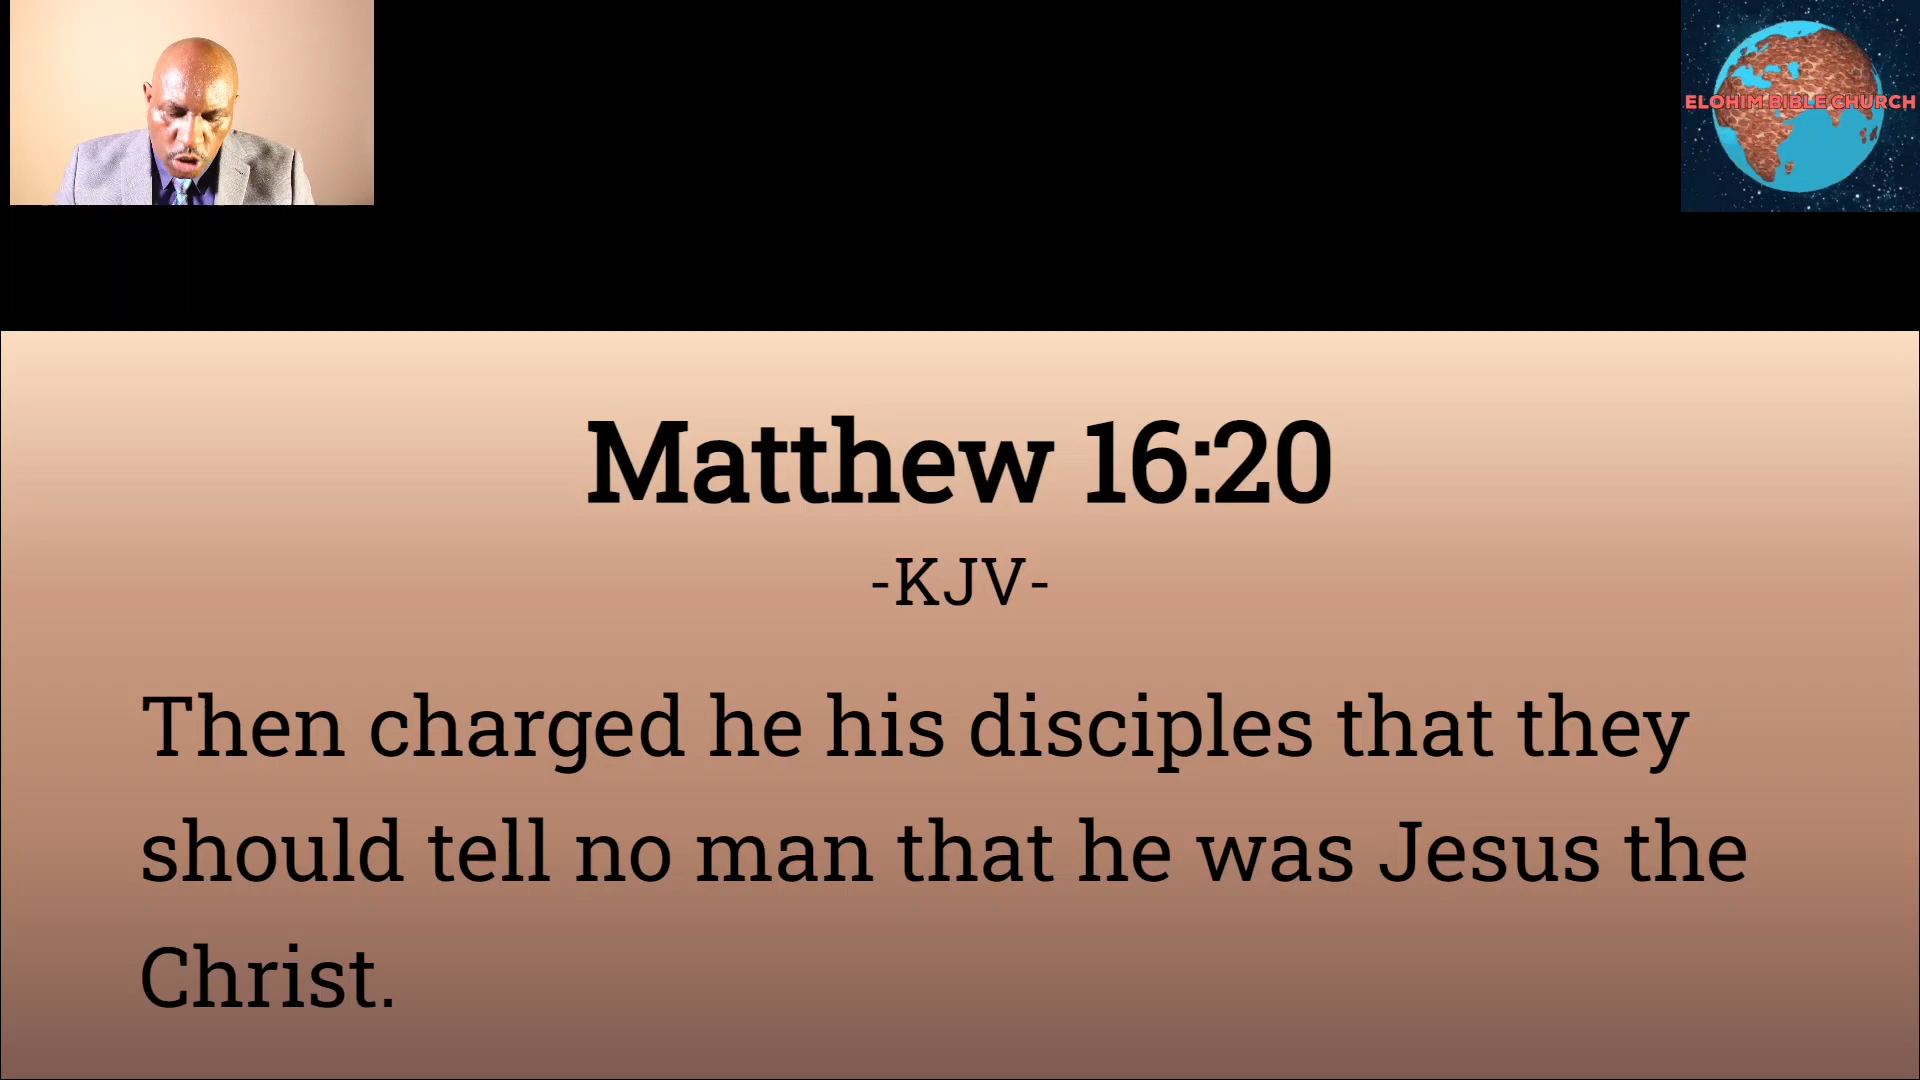 ELOHIM BIBLE CHURCH
Matthew 16:20
-KJV-
Then charged he his disciples that they
should tell no man that he was Jesus the
Christ.